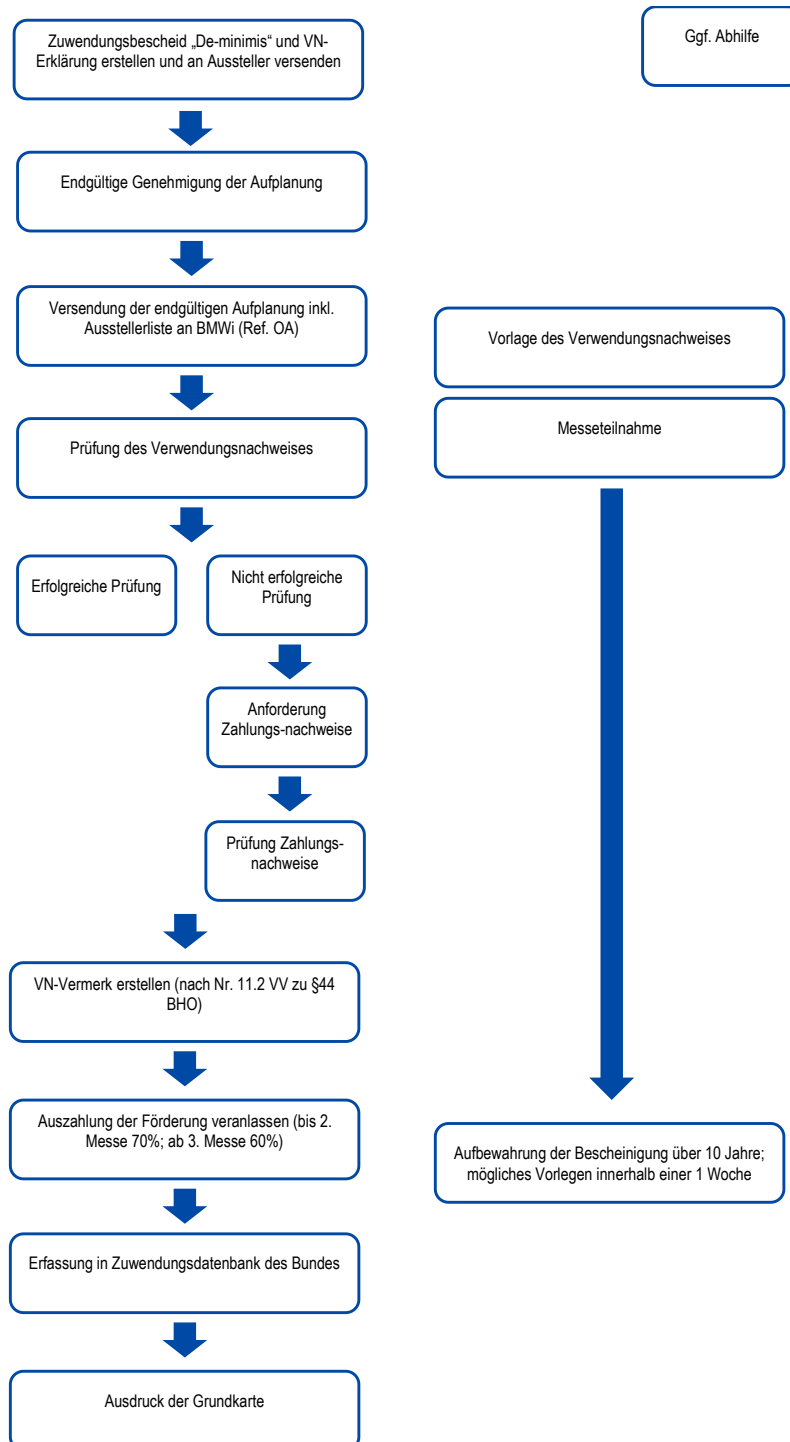 Zuwendungsbescheid „De-minimis“ und VN-
Erklärung erstellen und an Aussteller versenden
Ggf. Abhilfe
Endgültige Genehmigung der Aufplanung
Versendung der endgültigen Aufplanung inkl.
Ausstellerliste an BMWi (Ref. OA)
Vorlage des Verwendungsnachweises
Prüfung des Verwendungsnachweises
Messeteilnahme
Erfolgreiche Prüfung
Nicht erfolgreiche
Prüfung
Anforderung
Zahlungs-nachweise
Prüfung Zahlungs-
nachweise
VN-Vermerk erstellen (nach Nr. 11.2 VV zu §44
BHO)
Auszahlung der Förderung veranlassen (bis 2.
Messe 70%; ab 3. Messe 60%)
Aufbewahrung der Bescheinigung über 10 Jahre;
mögliches Vorlegen innerhalb einer 1 Woche
Erfassung in Zuwendungsdatenbank des Bundes
Ausdruck der Grundkarte